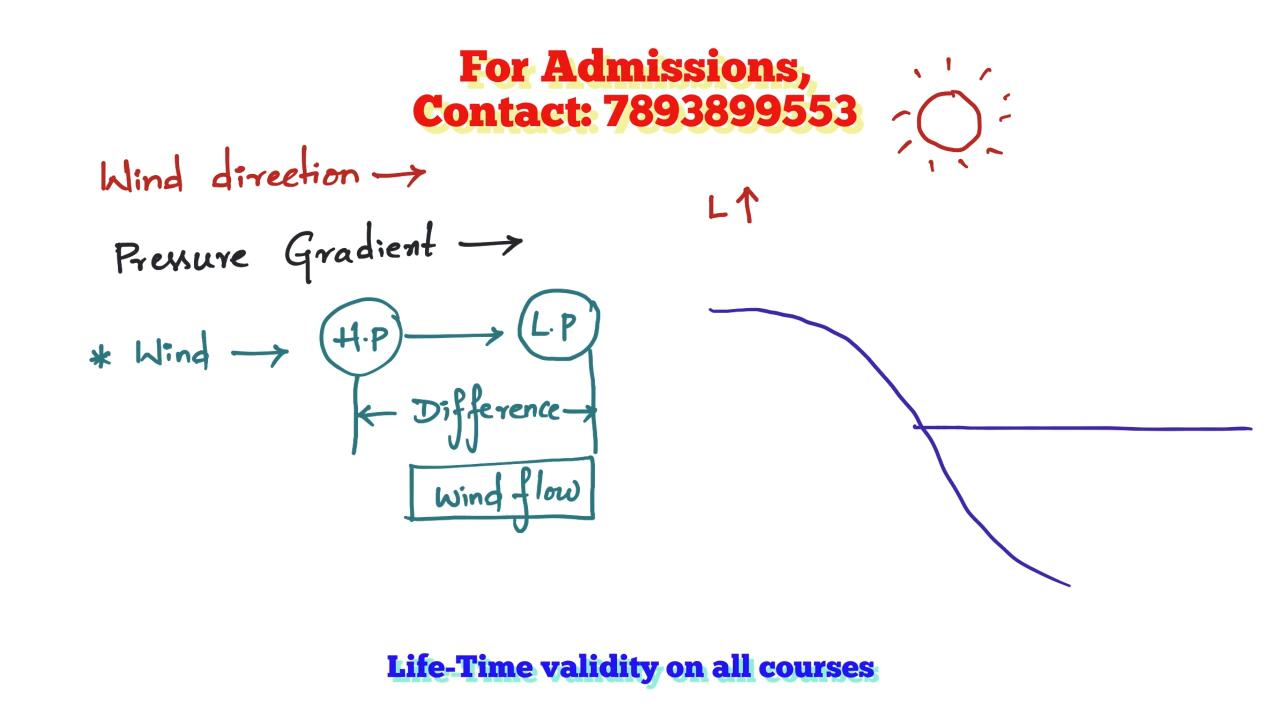 For Admissions,
Contact: 7893899553
Wind direction →
L ↑
Pressure Gradient →
* Wind → H.P → L.P
← Difference →
Wind flow
Life-Time validity on all courses